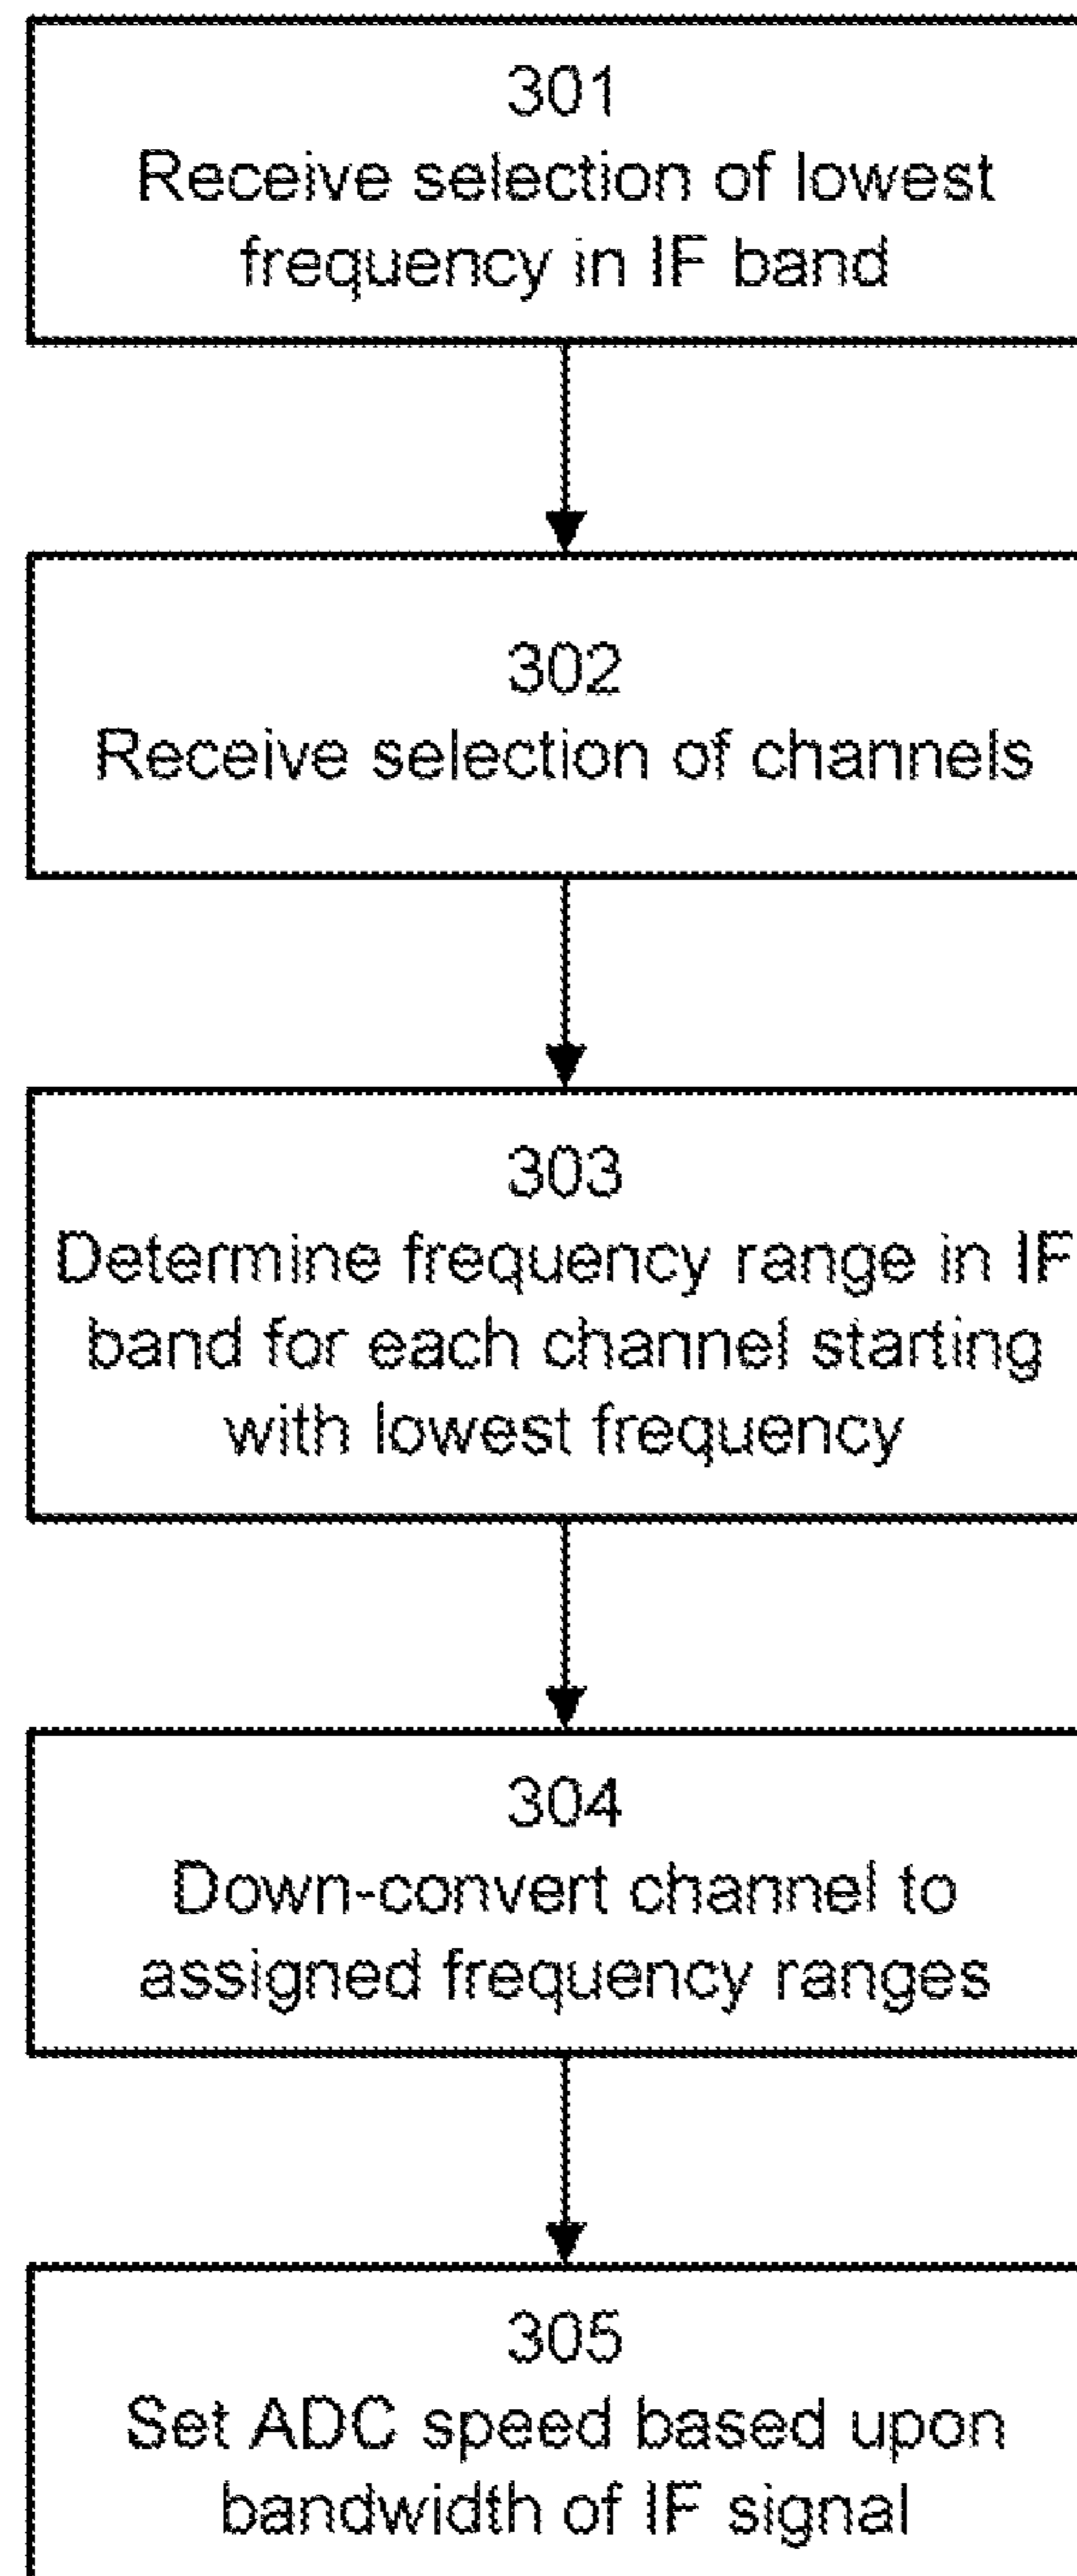 301
Receive selection of lowest
frequency in IF band
302
Receive selection of channels
303
Determine frequency range in IF
band for each channel starting
with lowest frequency
304
Down-convert channel to
assigned frequency ranges
305
Set ADC speed based upon
bandwidth of IF signal